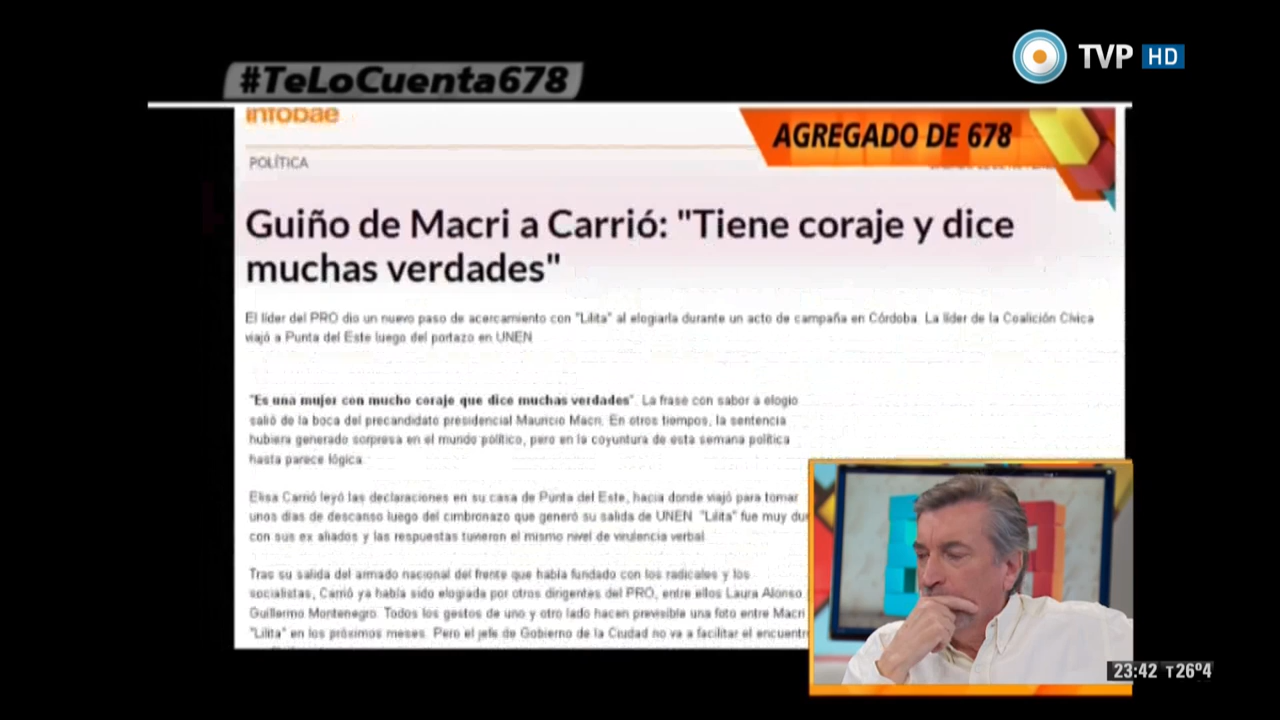 TVP HD
#TeLoCuenta678
infobae
AGREGADO DE 678
POLÍTICA
Guiño de Macri a Carrió: "Tiene coraje y dice
muchas verdades"
El líder del PRO dio un nuevo paso de acercamiento con "Lilita" al elogiarla durante un acto de campaña en Córdoba. La líder de la Coalición Cívica
viajó a Punta del Este luego del portazo en UNEN
"Es una mujer con mucho coraje que dice muchas verdades". La frase con sabor a elogio
salió de la boca del precandidato presidencial Mauricio Macri. En otros tiempos, la sentencia
hubiera generado sorpresa en el mundo político, pero en la coyuntura de esta semana política
hasta parece lógica.
Elisa Carrió leyó las declaraciones en su casa de Punta del Este, hacia donde viajó para tomar
unos días de descanso luego del cimbronazo que generó su salida de UNEN. "Lilita" fue muy du
con sus ex aliados y las respuestas tuvieron el mismo nivel de virulencia verbal.
Tras su salida del armado nacional del frente que había fundado con los radicales y los
socialistas, Carrió ya había sido elogiada por otros dirigentes del PRO, entre ellos Laura Alonso
Guillermo Montenegro. Todos los gestos de uno y otro lado hacen previsible una foto entre Macri
"Lilita" en los próximos meses. Pero el jefe de Gobierno de la Ciudad no va a facilitar el encuentr
23:42 T26º4